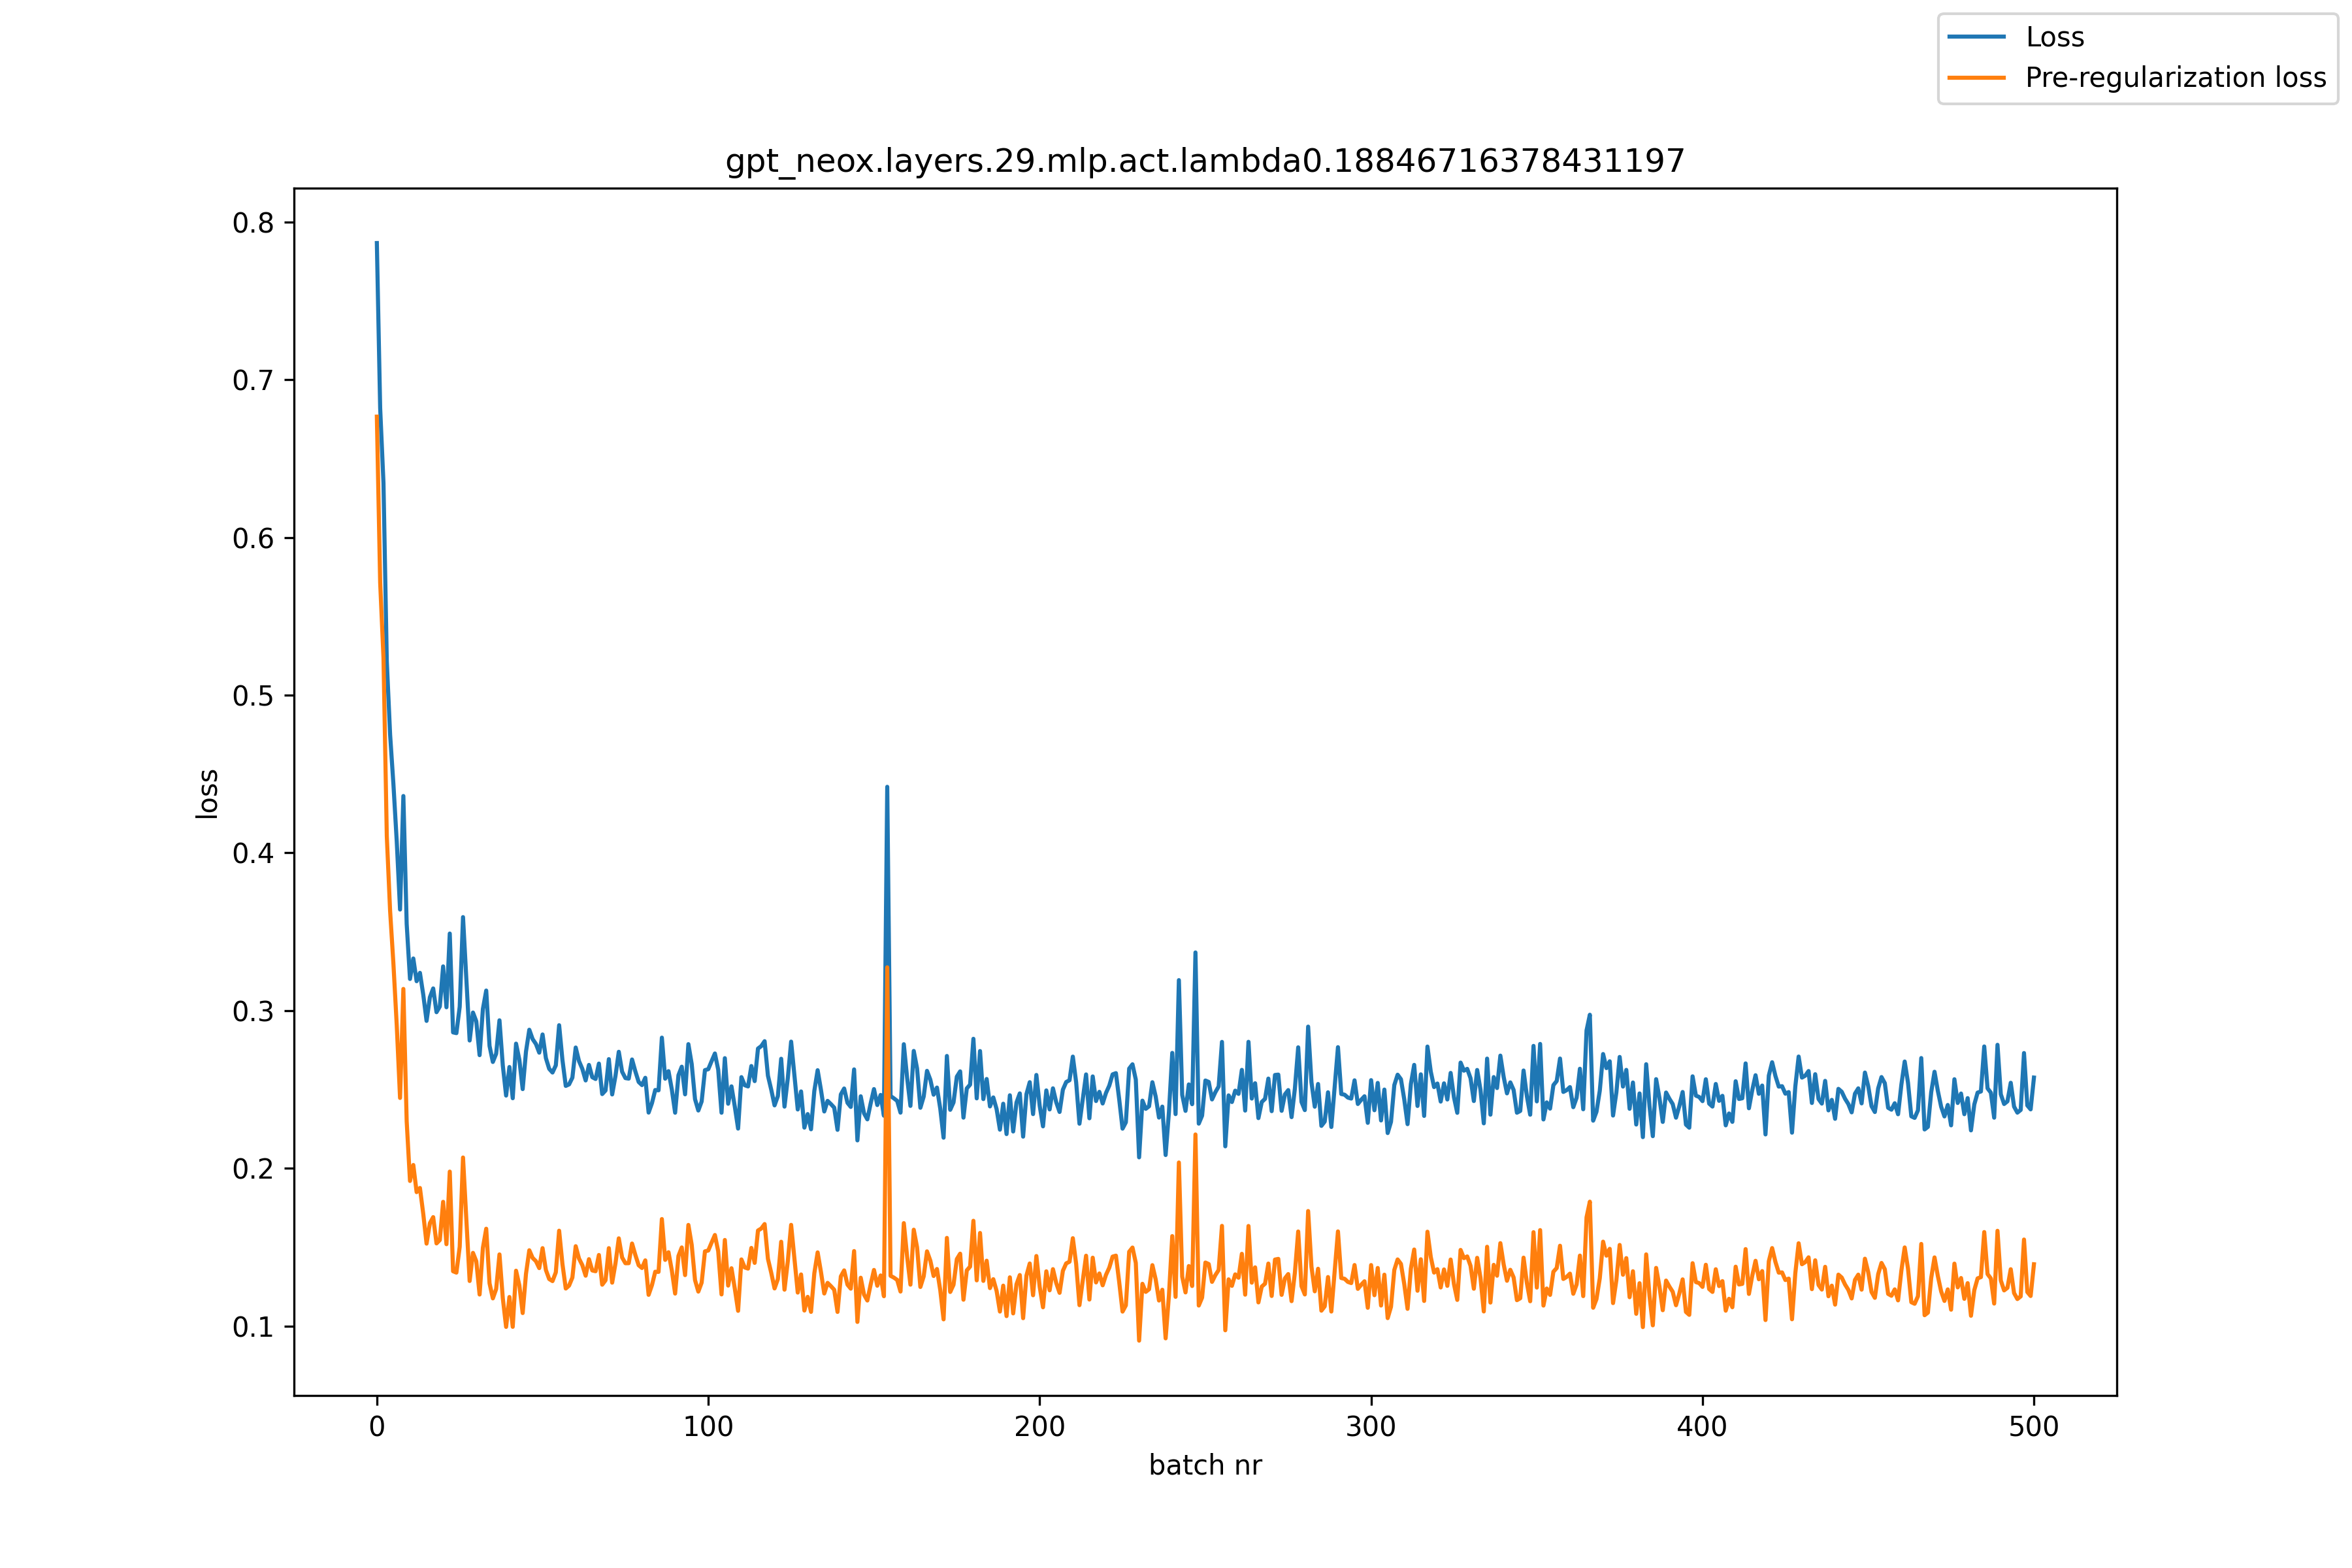 Loss
Pre-regularization loss
gpt_neox.layers.29.mlp.act.lambda0.18846716378431197
0.8
0.7
0.6
0.5
0.4
0.3
0.2
0.1
loss
0 100 200 300 400 500
batch nr